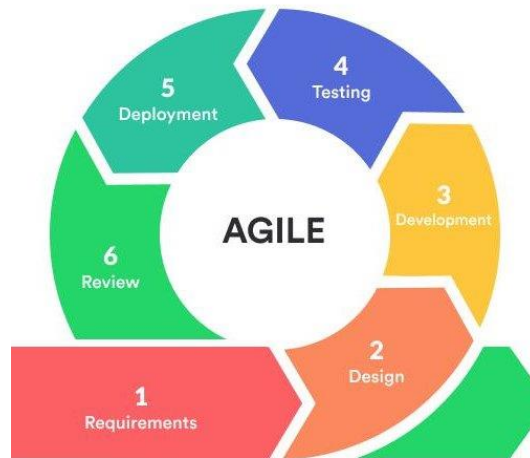 AGILE
1
Requirements
2
Design
3
Development
4
Testing
5
Deployment
6
Review